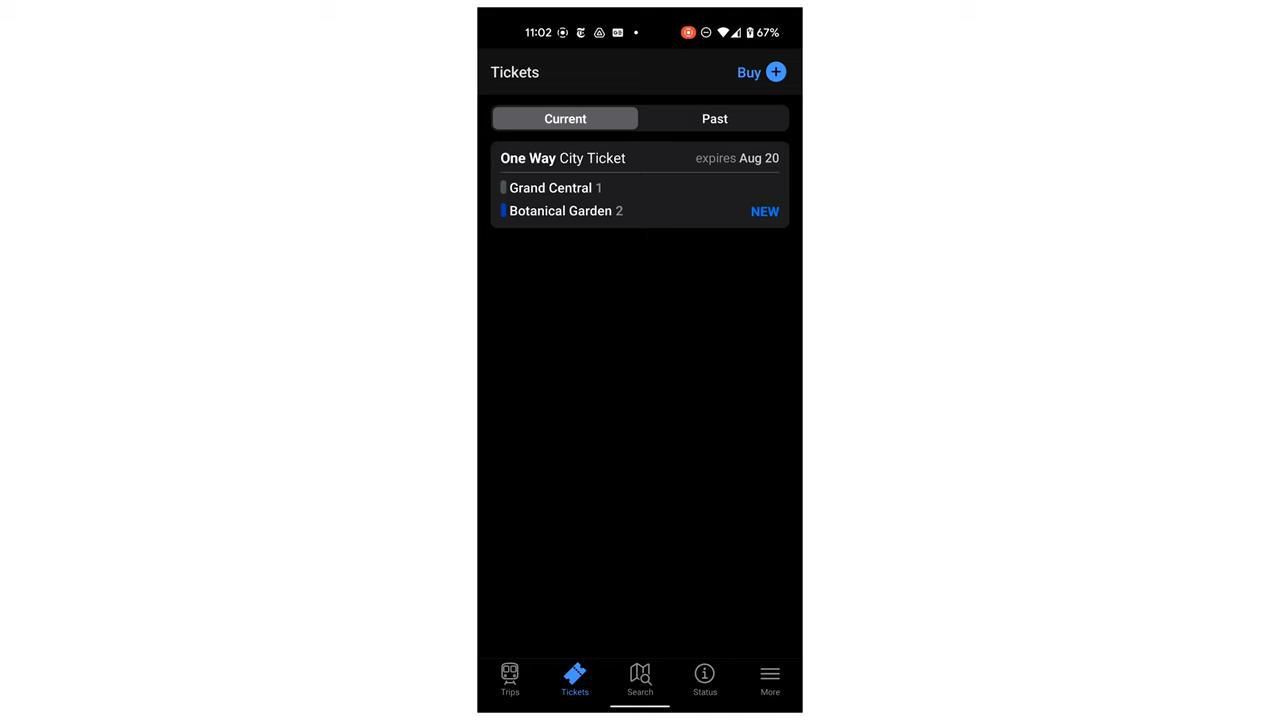 11:02 67%
Tickets Buy +
Current Past
One Way City Ticket expires Aug 20
Grand Central 1
Botanical Garden 2 NEW
Trips Tickets Search Status More